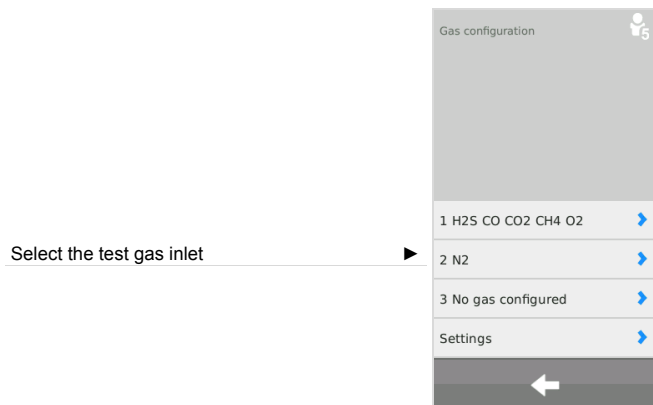 Gas configuration
5
1 H2S CO CO2 CH4 O2
Select the test gas inlet
2 N2
3 No gas configured
Settings